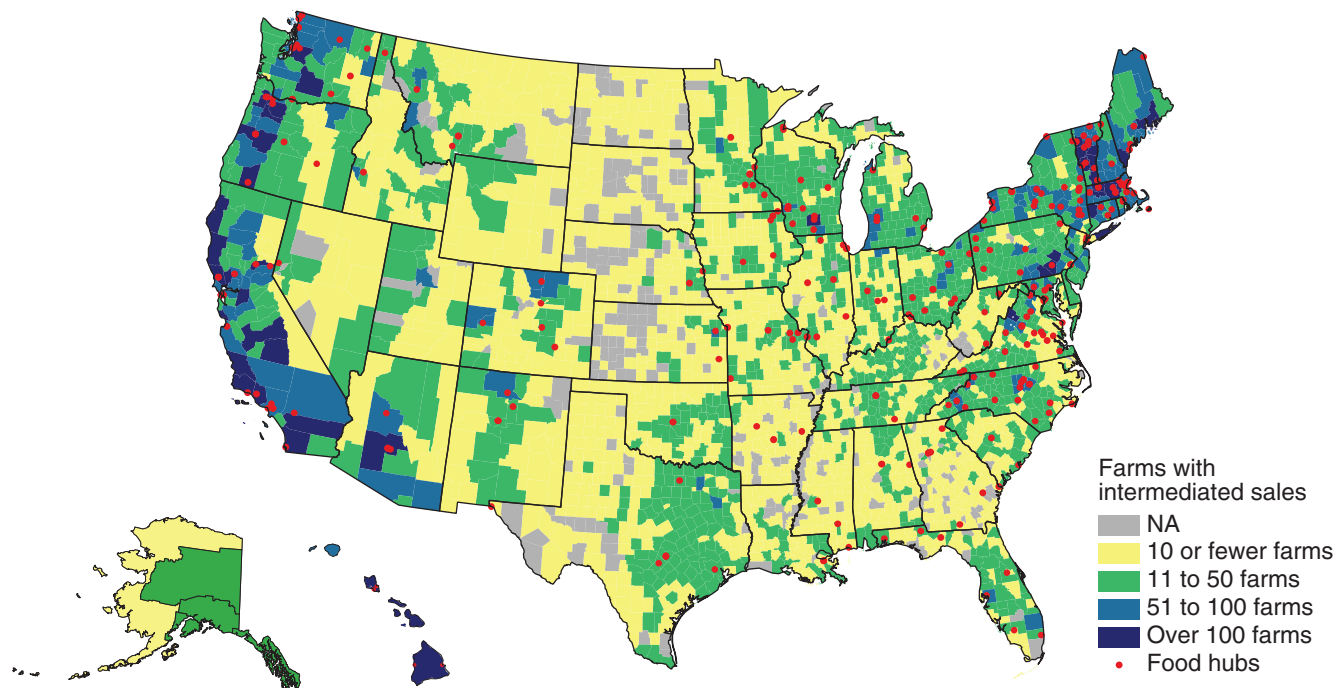 Farms with
intermediated sales
NA
10 or fewer farms
11 to 50 farms
51 to 100 farms
Over 100 farms
Food hubs